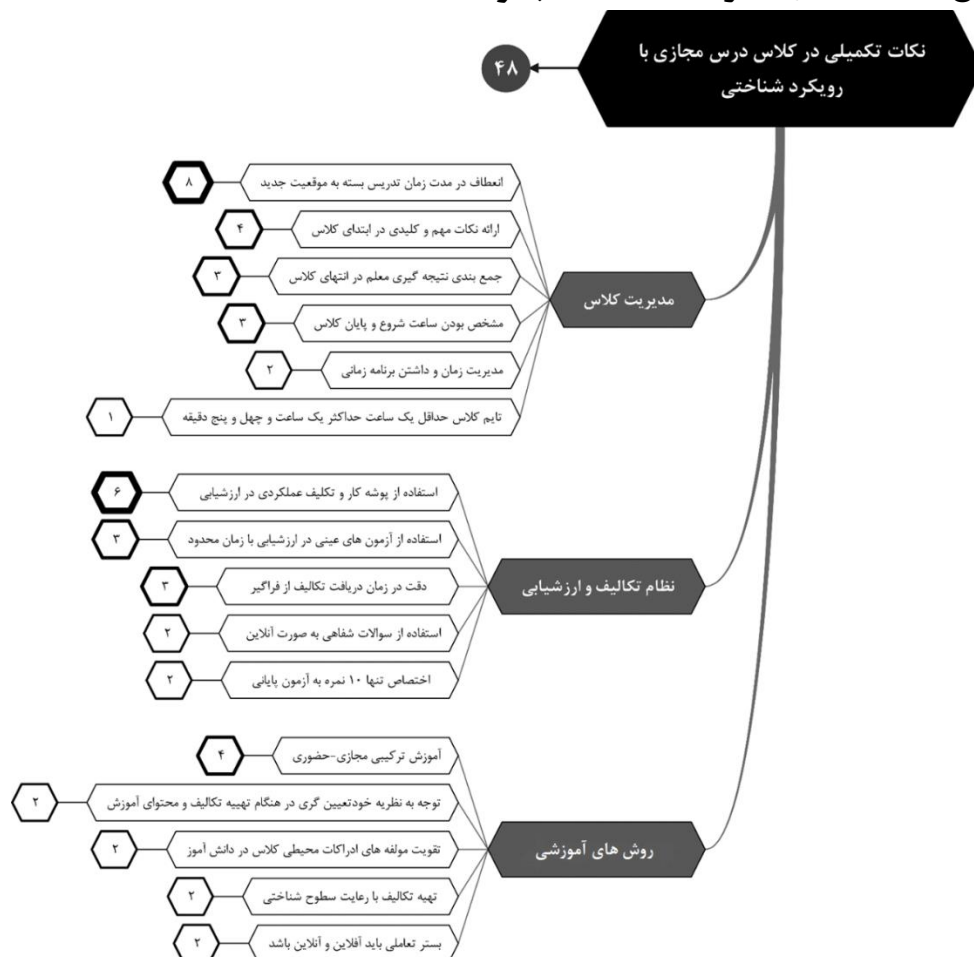 نکات تکمیلی در کلاس درس مجازی با
رویکرد شناختی
۴۸
مدیریت کلاس
انعطاف در مدت زمان تدریس بسته به موقعیت جدید
۸
ارائه نکات مهم و کلیدی در ابتدای کلاس
۴
جمع بندی نتیجه گیری معلم در انتهای کلاس
۳
مشخص بودن ساعت شروع و پایان کلاس
۳
مدیریت زمان و داشتن برنامه زمانی
۲
تایم کلاس حداقل یک ساعت حداکثر یک ساعت و چهل و پنج دقیقه
۱
نظام تکالیف و ارزشیابی
استفاده از پوشه کار و تکلیف عملکردی در ارزشیابی
۶
استفاده از آزمون های عینی در ارزشیابی با زمان محدود
۳
دقت در زمان دریافت تکالیف از فراگیر
۳
استفاده از سوالات شفاهی به صورت آنلاین
۲
اختصاص تنها ۱۰ نمره به آزمون پایانی
۲
روش های آموزشی
آموزش ترکیبی مجازی-حضوری
۴
توجه به نظریه خودتعیین گری در هنگام تهییه تکالیف و محتوای آموزش
۲
تقویت مولفه های ادراکات محیطی کلاس در دانش آموز
۲
تهیه تکالیف با رعایت سطوح شناختی
۲
بستر تعاملی باید آفلاین و آنلاین باشد
۲